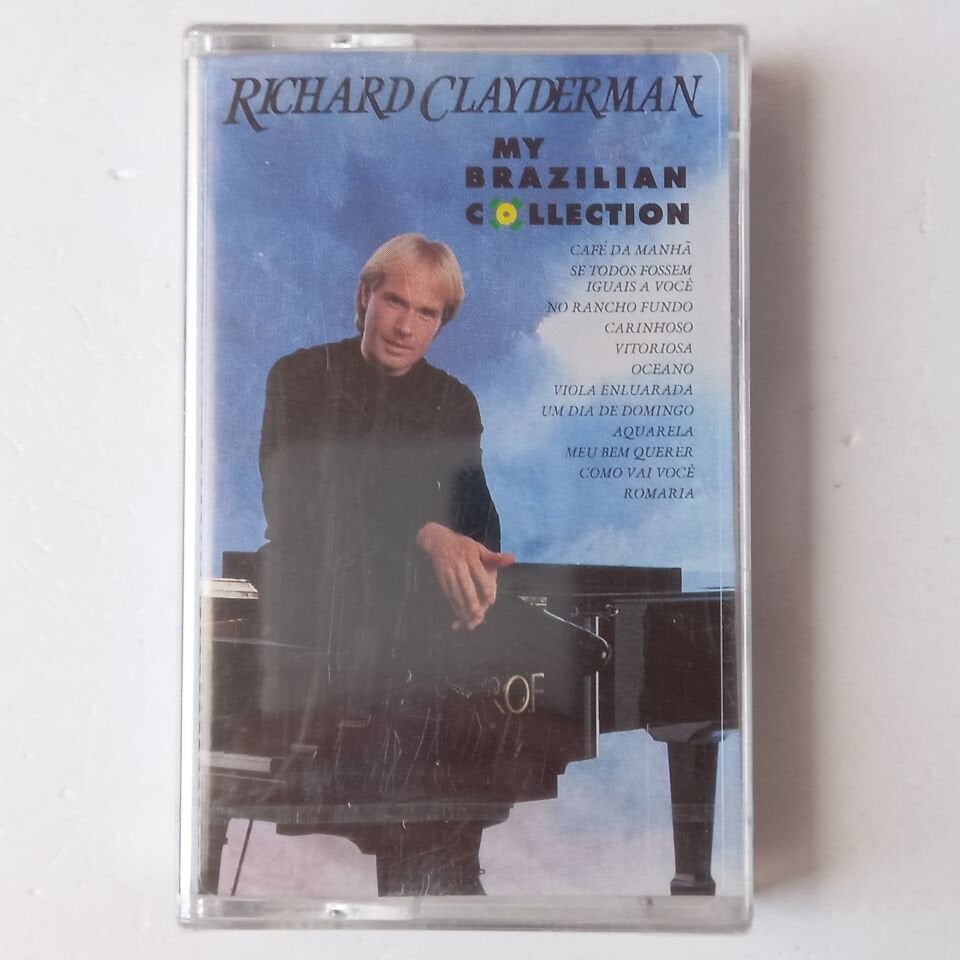 RICHARD CLAYDERMAN
MY
BRAZILIAN
COLLECTION
CAFÉ DA MANHÃ
SE TODOS FOSSEM
IGUAIS A VOCÊ
NO RANCHO FUNDO
CARINHOSO
VITORIOSA
OCEANO
VIOLA ENLUARADA
UM DIA DE DOMINGO
AQUARELA
MEU BEM QUERER
COMO VAI VOCÊ
ROMARIA